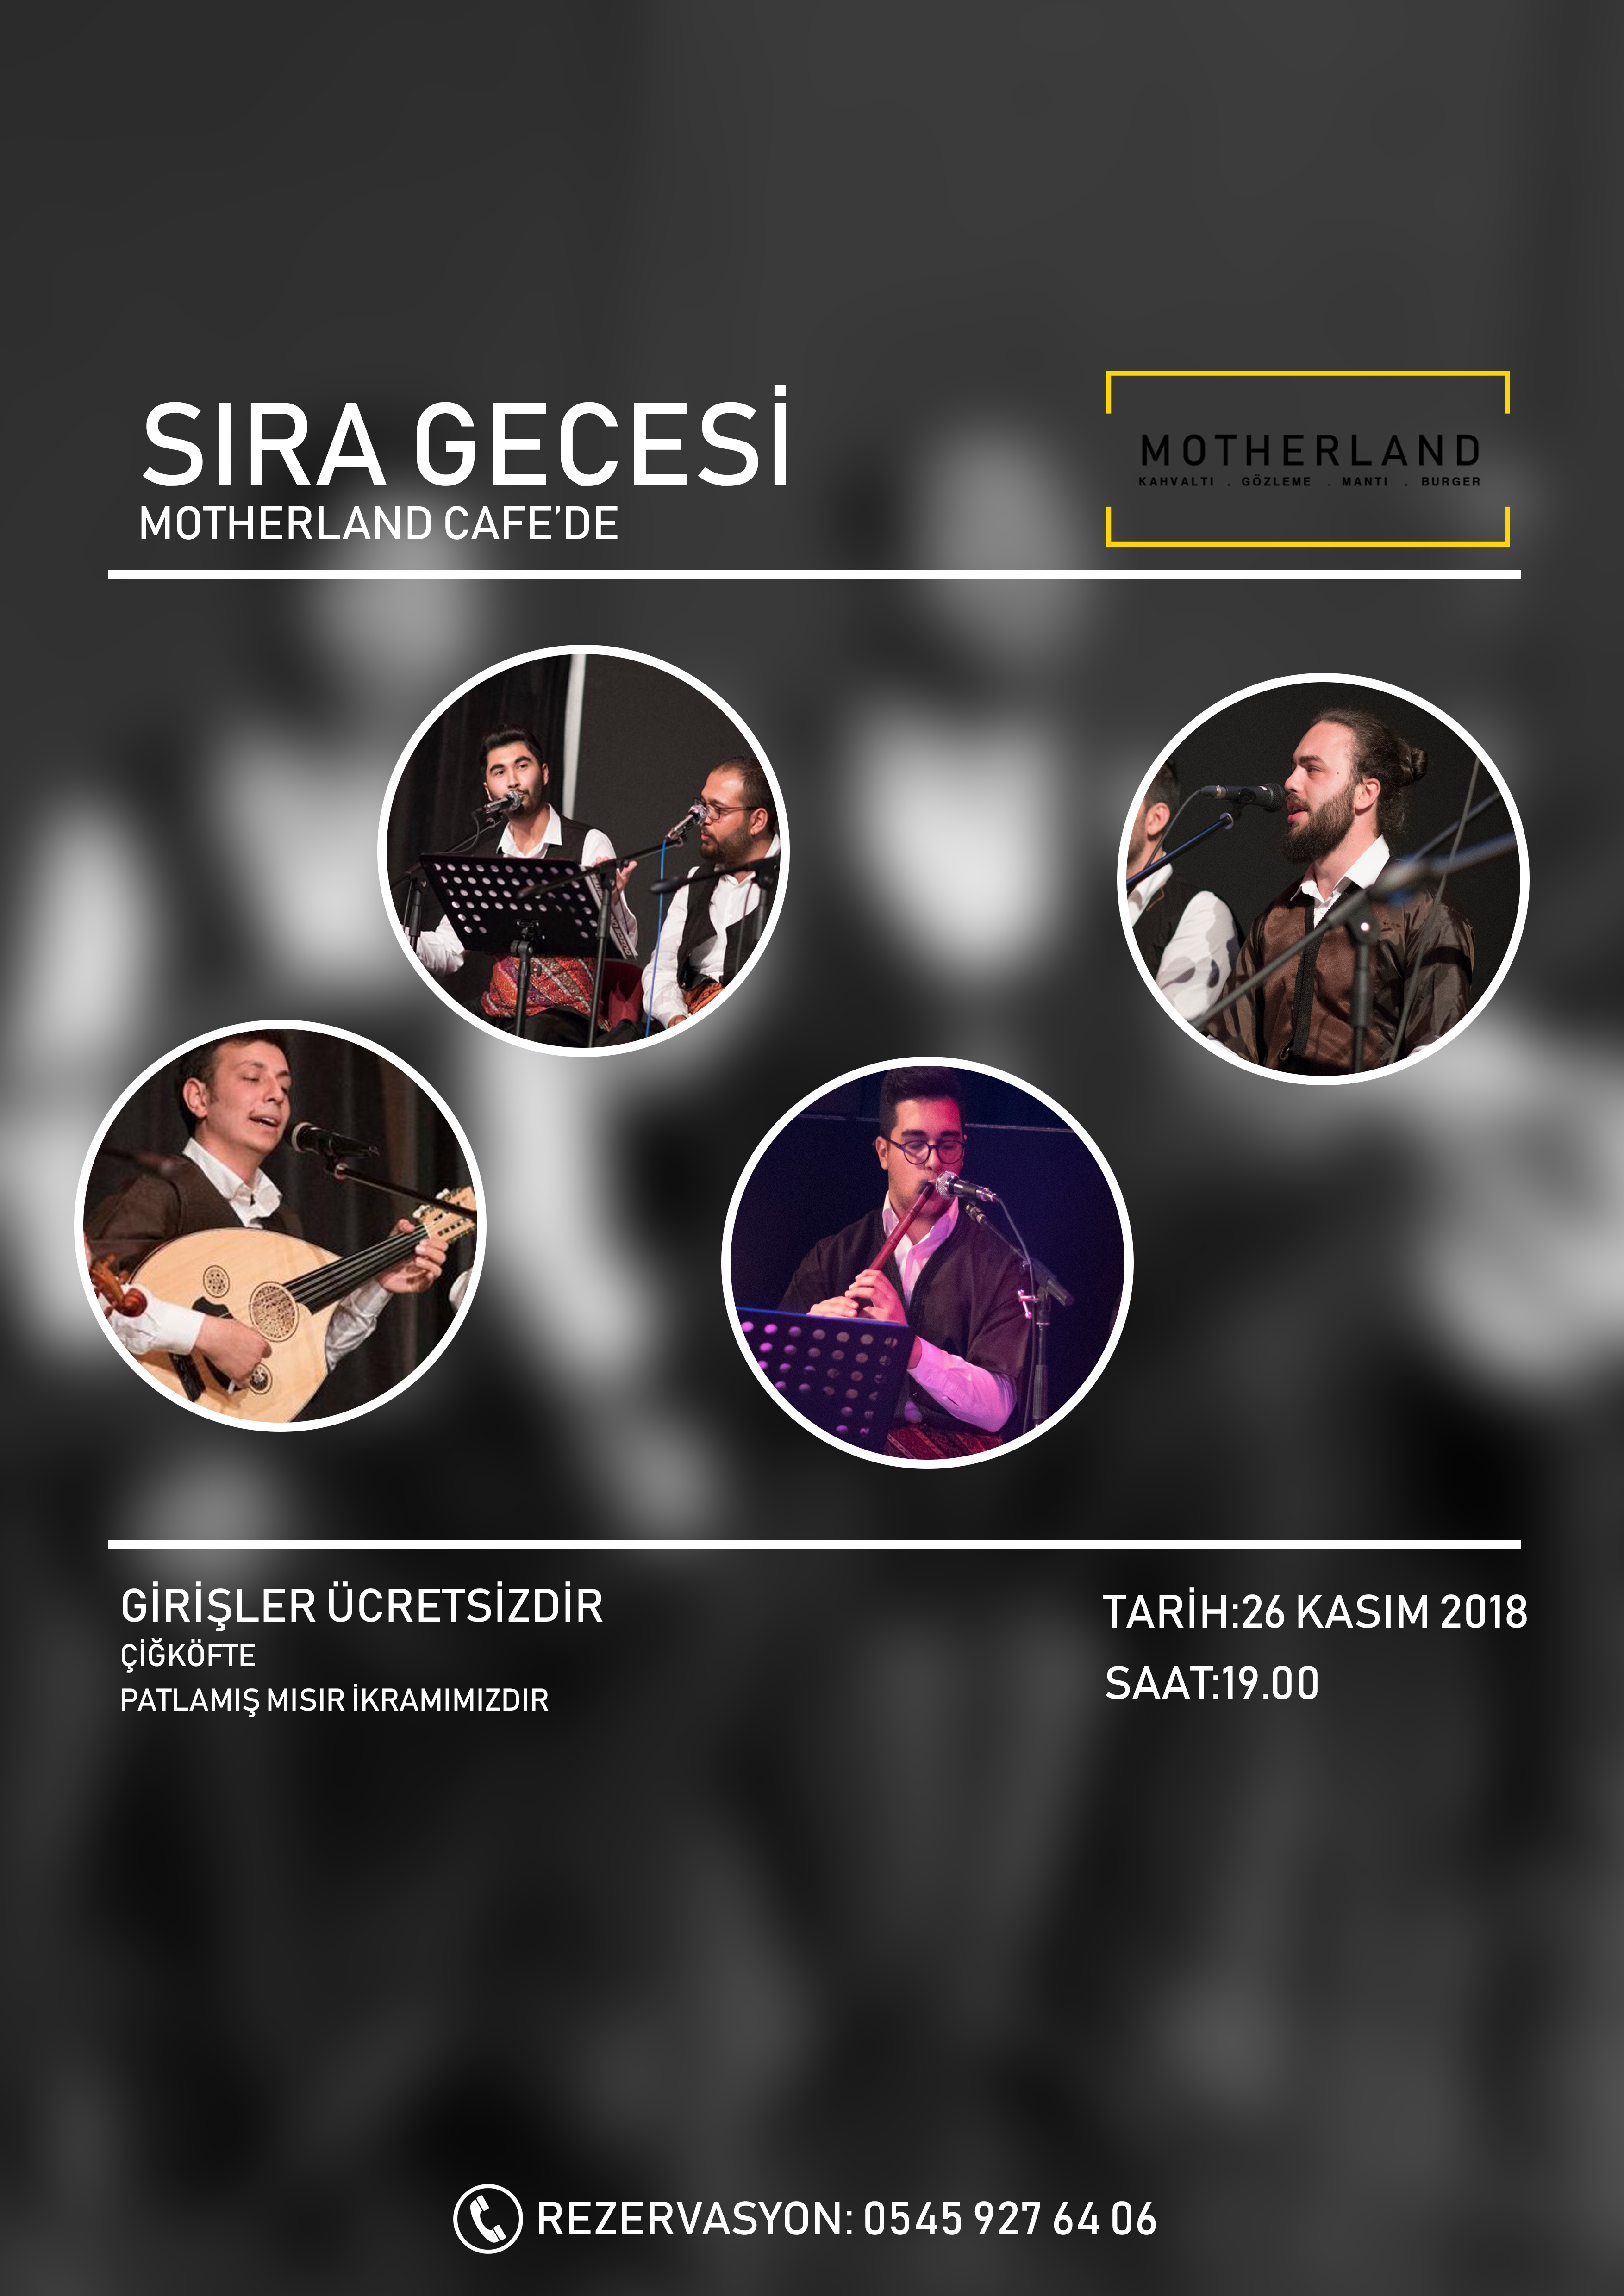 SIRA GECESİ
MOTHERLAND CAFE'DE
MOTHERLAND
KAHVALTI . GÖZLEME . MANTI . BURGER
GİRİŞLER ÜCRETSİZDİR
ÇİĞKÖFTE
PATLAMIŞ MISIR İKRAMIMIZDIR
TARİH:26 KASIM 2018
SAAT:19.00
REZERVASYON: 0545 927 64 06